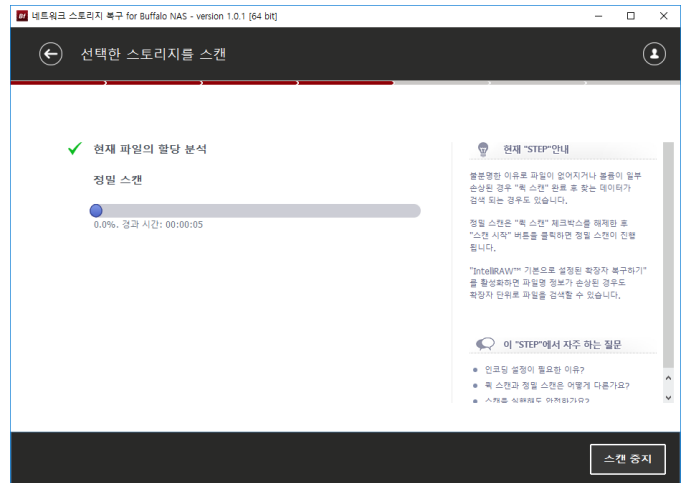 Bf 네트워크 스토리지 복구 for Buffalo NAS - version 1.0.1 [64 bit]
선택한 스토리지를 스캔
현재 파일의 할당 분석
정밀 스캔
0.0%. 경과 시간: 00:00:05
현재 "STEP"안내
불분명한 이유로 파일이 없어지거나 볼륨이 일부
손상된 경우 "퀵 스캔" 완료 후 찾는 데이터가
검색 되는 경우도 있습니다.
정밀 스캔은 "퀵 스캔" 체크박스를 해제한 후
"스캔 시작" 버튼을 클릭하면 정밀 스캔이 진행
됩니다.
"IntelliRAW™ 기본으로 설정된 확장자 복구하기"
를 활성화하면 파일명 정보가 손상된 경우도
확장자 단위로 파일을 검색할 수 있습니다.
이 "STEP"에서 자주 하는 질문
인코딩 설정이 필요한 이유?
퀵 스캔과 정밀 스캔은 어떻게 다른가요?
스캔을 실행해도 안전한가요?
스캔 중지